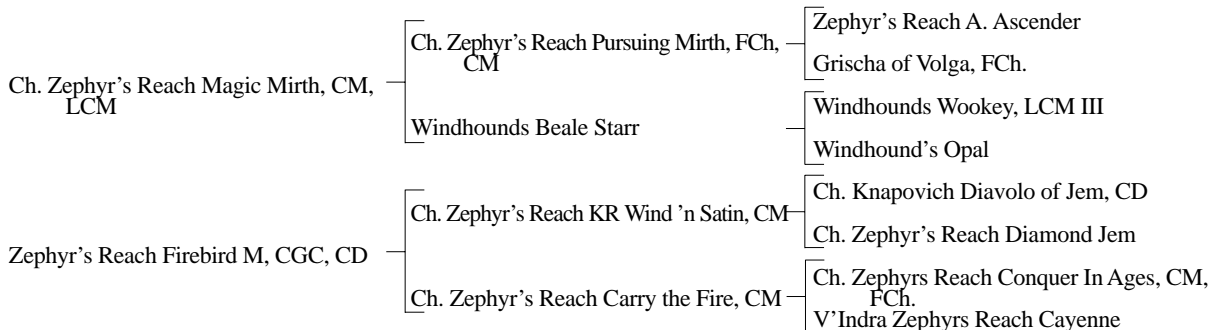 Zephyr's Reach A. Ascender
Ch. Zephyr's Reach Pursuing Mirth, FCh,
CM
Grischa of Volga, FCh.
Ch. Zephyr's Reach Magic Mirth, CM,
LCM
Windhounds Wookey, LCM III
Windhounds Beale Starr
Windhound's Opal
Ch. Knapovich Diavolo of Jem, CD
Ch. Zephyr's Reach KR Wind 'n Satin, CM
Ch. Zephyr's Reach Diamond Jem
Zephyr's Reach Firebird M, CGC, CD
Ch. Zephyrs Reach Conquer In Ages, CM,
FCh.
Ch. Zephyr's Reach Carry the Fire, CM
V'Indra Zephyrs Reach Cayenne